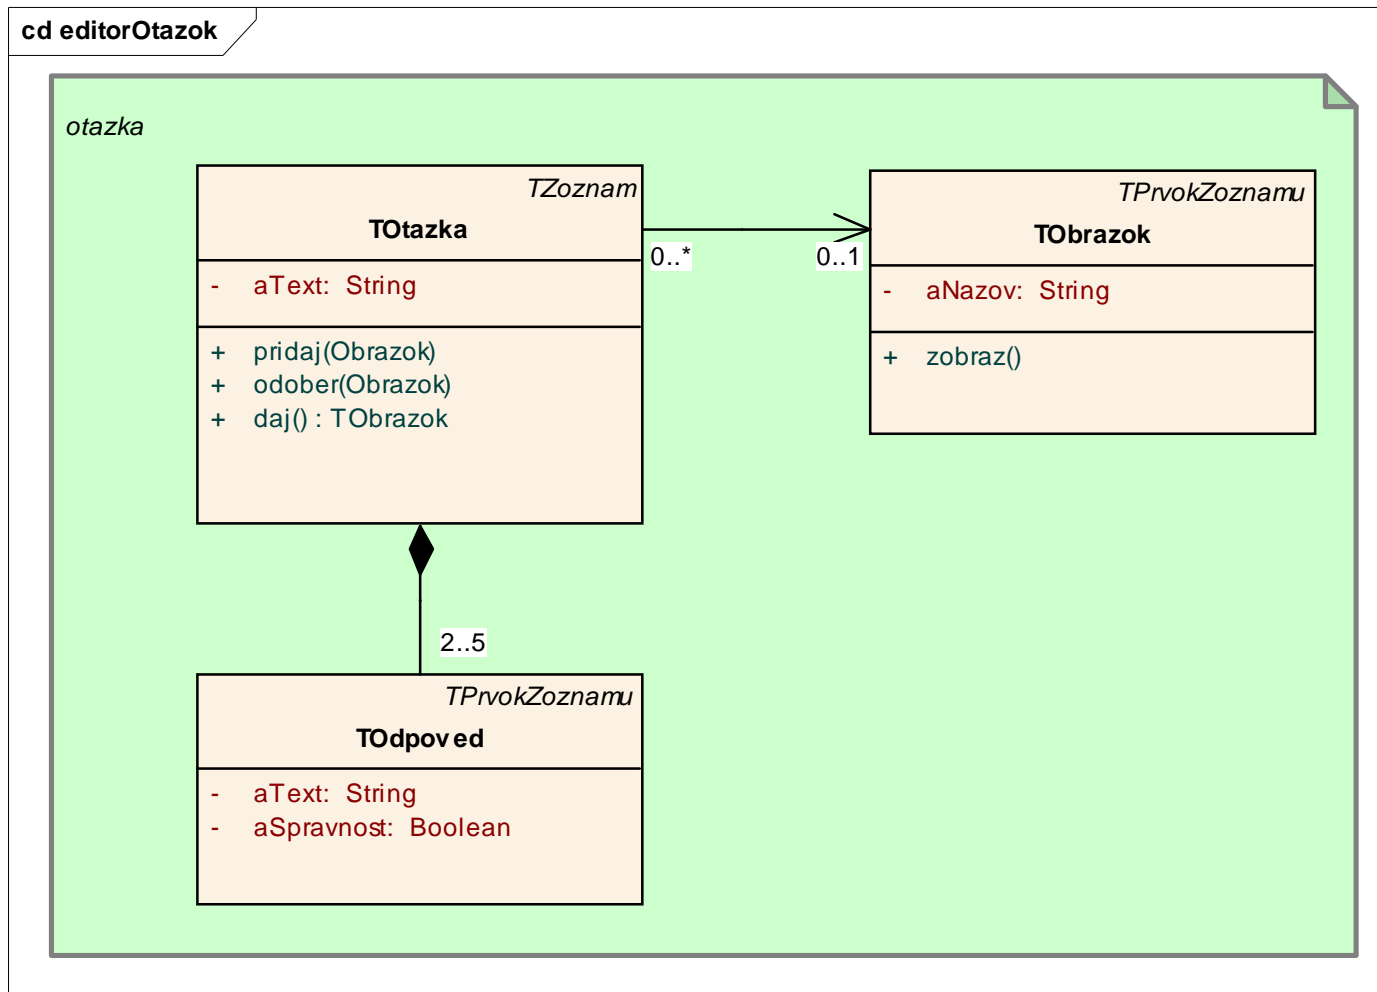 cd editorOtazok
otazka
TZoznam
TOtazka
- aText: String
+ pridaj(Obrazok)
+ odober(Obrazok)
+ daj() : TObrazok
0..*
0..1
TPrvokZoznamu
TObrazok
- aNazov: String
+ zobraz()
2..5
TPrvokZoznamu
TOdpoved
- aText: String
- aSpravnost: Boolean